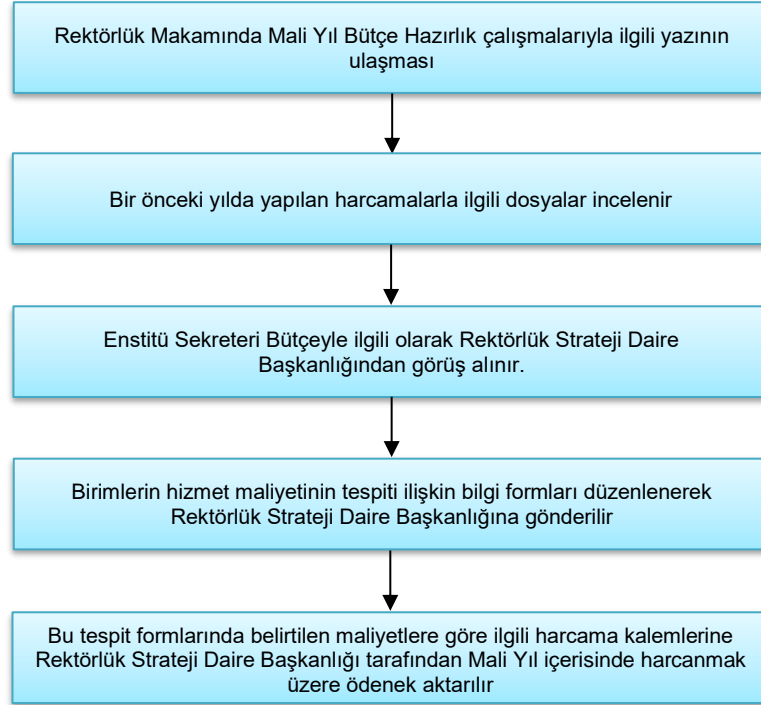 Rektörlük Makamında Mali Yıl Bütçe Hazırlık çalışmalarıyla ilgili yazının
ulaşması
Bir önceki yılda yapılan harcamalarla ilgili dosyalar incelenir
Enstitü Sekreteri Bütçeyle ilgili olarak Rektörlük Strateji Daire
Başkanlığından görüş alınır.
Birimlerin hizmet maliyetinin tespiti ilişkin bilgi formları düzenlenerek
Rektörlük Strateji Daire Başkanlığına gönderilir
Bu tespit formlarında belirtilen maliyetlere göre ilgili harcama kalemlerine
Rektörlük Strateji Daire Başkanlığı tarafından Mali Yıl içerisinde harcanmak
üzere ödenek aktarılır